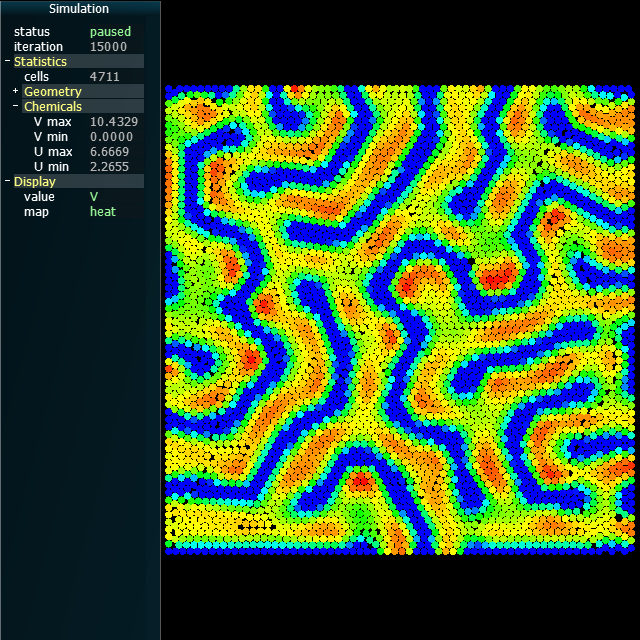 Simulation
status paused
iteration 15000
- Statistics
cells 4711
+ Geometry
- Chemicals
V max 10.4329
V min 0.0000
U max 6.6669
U min 2.2655
- Display
value V
map heat